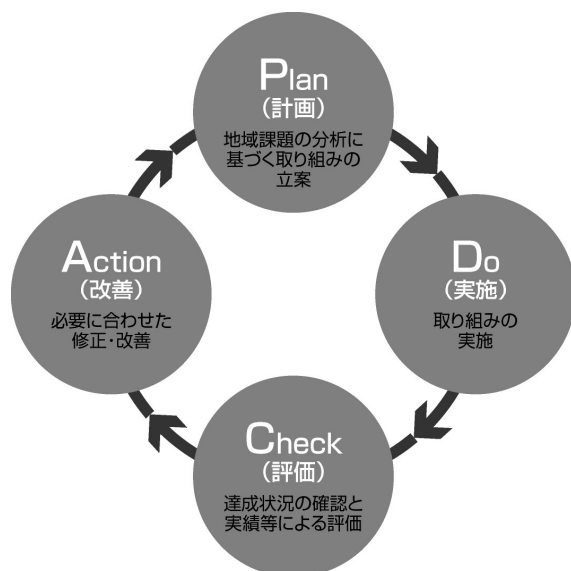 Plan
（計画）
地域課題の分析に
基づく取り組みの
立案
Do
（実施）
取り組みの
実施
Check
（評価）
達成状況の確認と
実績等による評価
Action
（改善）
必要に合わせた
修正・改善